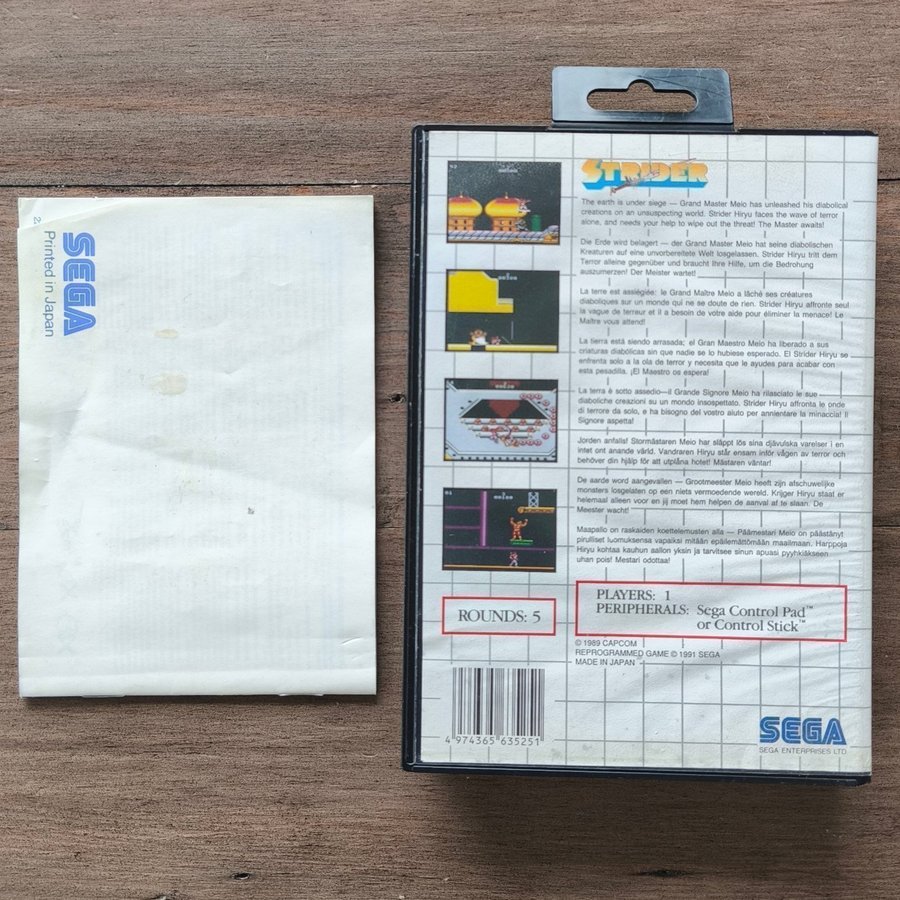 SEGA
Printed in Japan
STRIDER
The earth is under siege — Grand Master Meio has unleashed his diabolical
creations on an unsuspecting world. Strider Hiryu faces the wave of terror
alone, and needs your help to wipe out the threat! The Master awaits!
Die Erde wird belagert — der Grand Master Meio hat seine diabolischen
Kreaturen auf eine unvorbereitete Welt losgelassen. Strider Hiryu tritt dem
Terror alleine gegenüber und braucht Ihre Hilfe, um die Bedrohung
auszumerzen! Der Meister wartet!
La terre est assiégiée: le Grand Maître Meio a lâché ses créatures
diaboliques sur un monde qui ne se doute de rien. Strider Hiryu affronte seul
la vague de terreur et il a besoin de votre aide pour éliminer la menace! Le
Maître vous attend!
La tierra está siendo arrasada; el Gran Maestro Meio ha liberado a sus
criaturas diabólicas sin que nadie se lo hubiese esperado. El Strider Hiryu se
enfrenta solo a la ola de terror y necesita que le ayudes para acabar con
esta pesadilla. ¡El Maestro os espera!
La terra è sotto assedio—il Grande Signore Meio ha rilasciato le sue
diaboliche creazioni su un mondo insospettato. Strider Hiryu affronta le onde
di terrore da solo, e ha bisogno del vostro aiuto per annientare la minaccia! Il
Signore aspetta!
Jorden anfalls! Stormästaren Meio har släppt lös sina djävulska varelser i en
intet ont anande värld. Vandraren Hiryu står ensam inför vågen av terror och
behöver din hjälp för att utplåna hotet! Mästaren väntar!
De aarde word aangevallen — Grootmeester Meio heeft zijn afschuwelijke
monsters losgelaten op een niets vermoedende wereld. Krijger Hiryu staat er
helemaal alleen voor en jij moet hem helpen de aanval af te slaan. De
Meester wacht!
Maapallo on raskaiden koettelemusten alla — Päämestari Meio on päästänyt
pirulliset luomuksensa vapaiksi mitään epäilemättömään maailmaan. Harppoja
Hiryu kohtaa kauhun aallon yksin ja tarvitsee sinun apuasi pyyhkiäkseen
uhan pois! Mestari odottaa!
ROUNDS: 5
PLAYERS: 1
PERIPHERALS: Sega Control Pad™
or Control Stick™
© 1989 CAPCOM
REPROGRAMMED GAME © 1991 SEGA
MADE IN JAPAN
4 974365 635251
SEGA
SEGA ENTERPRISES LTD